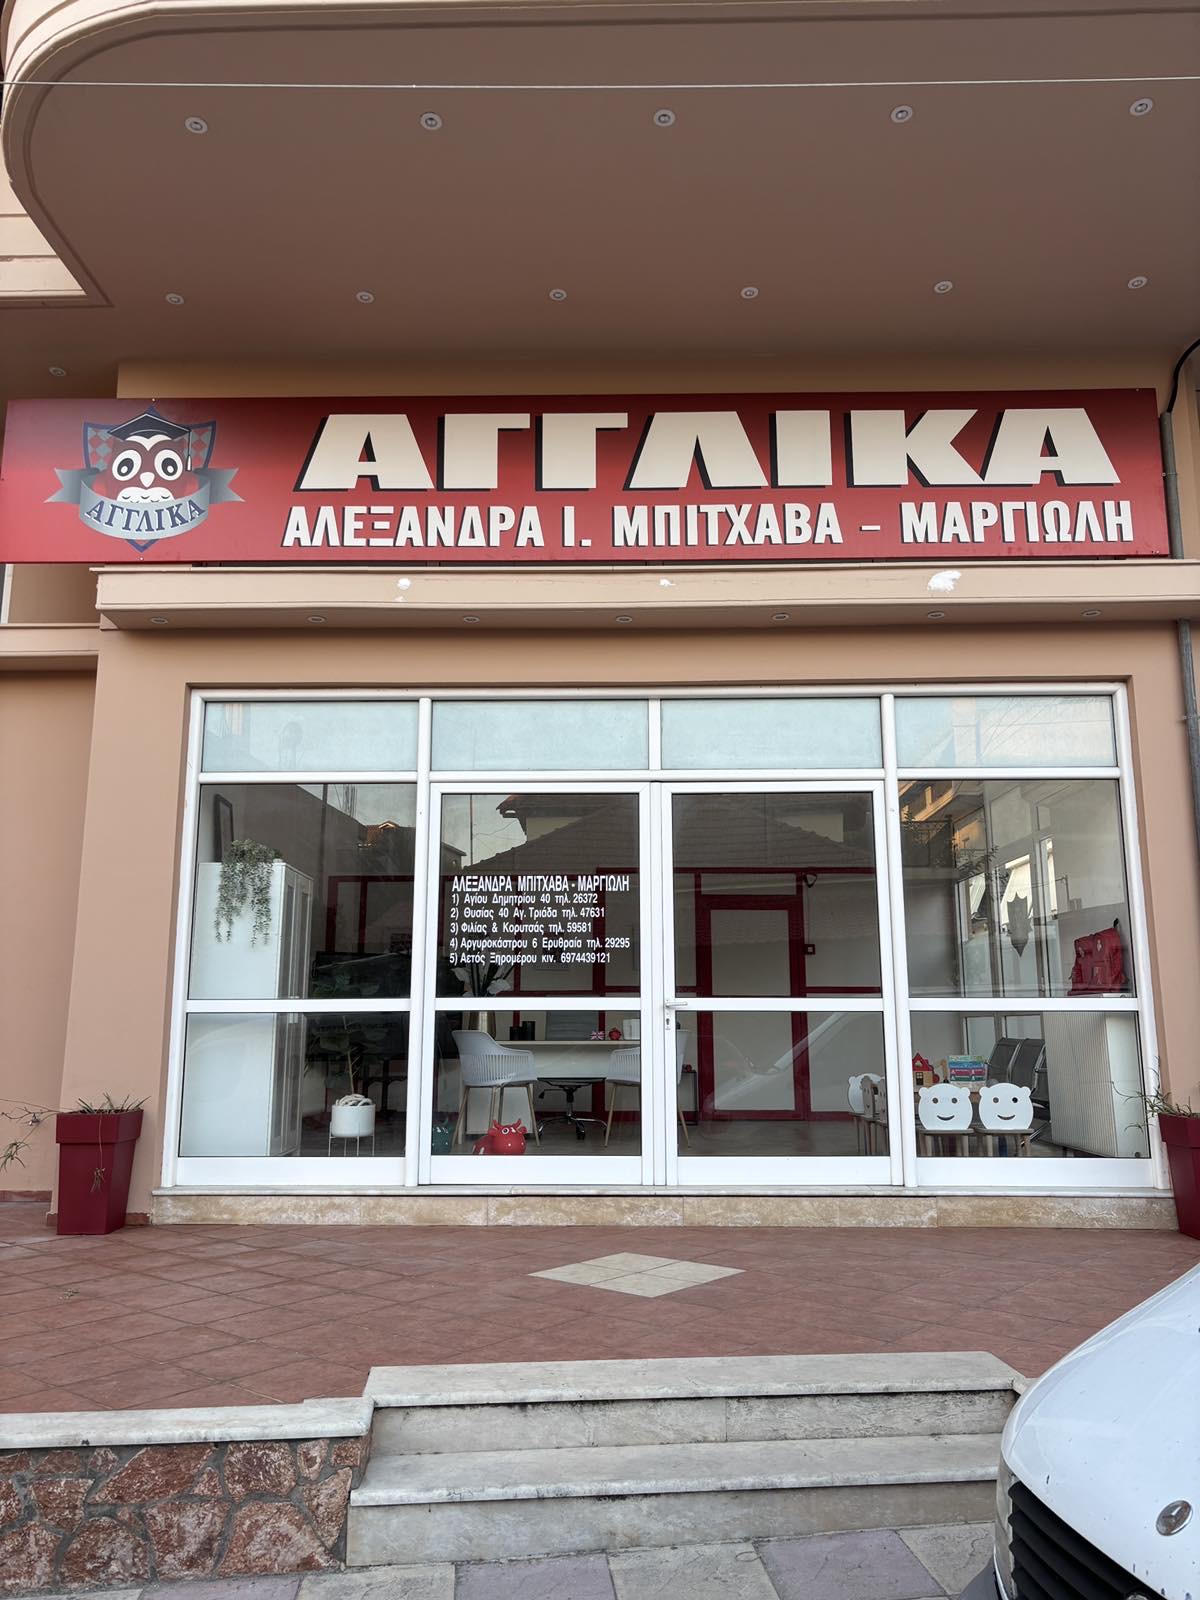 ΑΓΓΛΙΚΑ
ΑΓΓΛΙΚΑ
ΑΛΕΞΑΝΔΡΑ Ι. ΜΠΙΤΧΑΒΑ - ΜΑΡΓΙΩΛΗ
ΑΛΕΞΑΝΔΡΑ ΜΠΙΤΧΑΒΑ - ΜΑΡΓΙΩΛΗ
1) Αγίου Δημητρίου 40 τηλ. 26372
2) Θυσίας 40 Αγ. Τριάδα τηλ. 47631
3) Φιλίας & Κορυτσάς τηλ. 59581
4) Αργυροκάστρου 6 Ερυθραία τηλ. 29295
5) Αετός Ξηρομέρου κιν. 6974439121